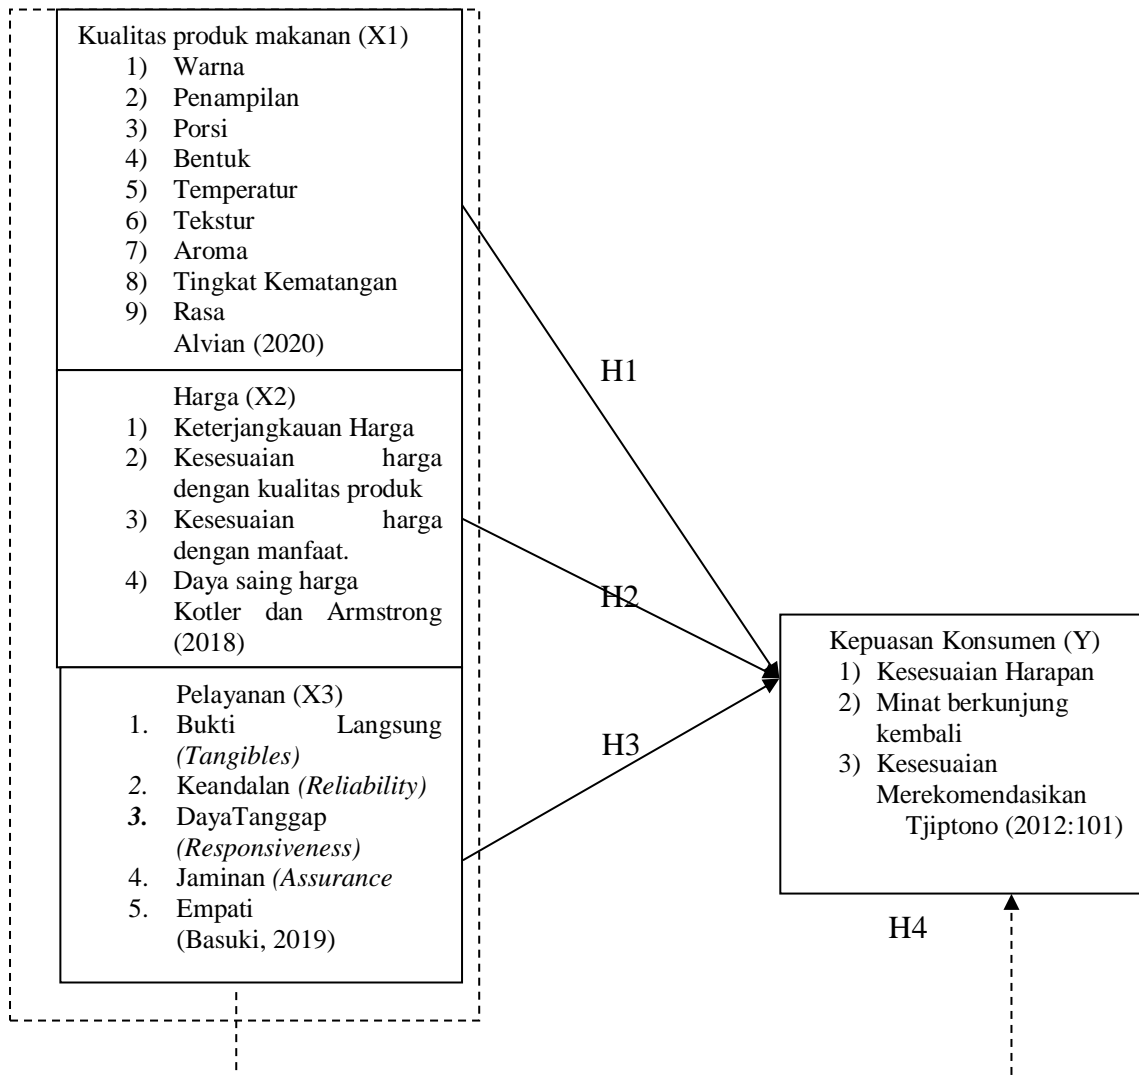 Kualitas produk makanan (X1)
1) Warna
2) Penampilan
3) Porsi
4) Bentuk
5) Temperatur
6) Tekstur
7) Aroma
8) Tingkat Kematangan
9) Rasa
Alvian (2020)
Harga (X2)
1) Keterjangkauan Harga
2) Kesesuaian harga
dengan kualitas produk
3) Kesesuaian harga
dengan manfaat.
4) Daya saing harga
Kotler dan Armstrong
(2018)
Pelayanan (X3)
1. Bukti Langsung
(Tangibles)
2. Keandalan (Reliability)
3. DayaTanggap
(Responsiveness)
4. Jaminan (Assurance
5. Empati
(Basuki, 2019)
H1
H2
H3
Kepuasan Konsumen (Y)
1) Kesesuaian Harapan
2) Minat berkunjung
kembali
3) Kesesuaian
Merekomendasikan
Tjiptono (2012:101)
H4